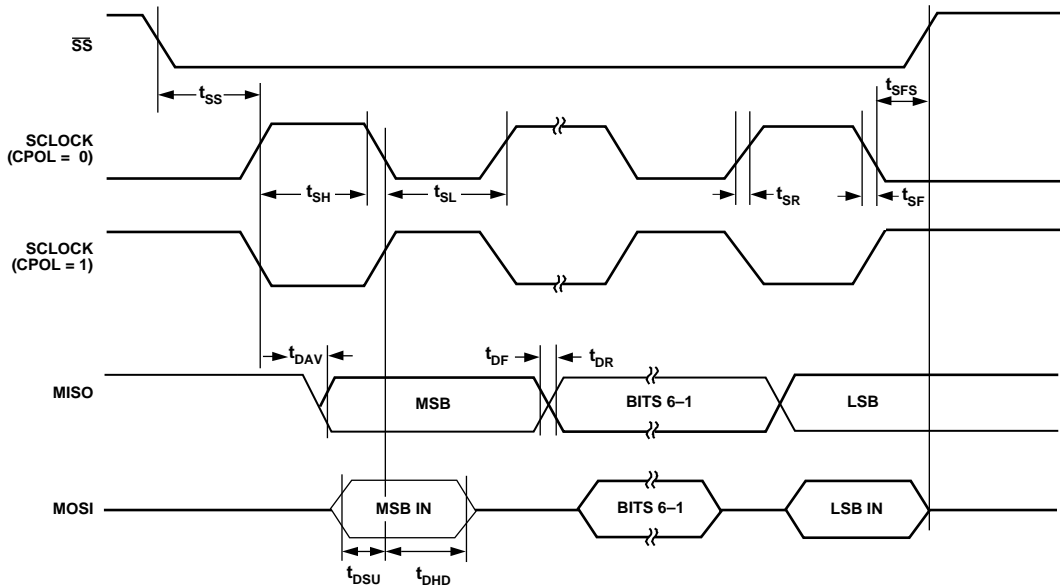 SS
tSS
tSFS
SCLOCK
(CPOL = 0)
tSH
tSL
tSR
tSF
SCLOCK
(CPOL = 1)
tDAV
tDF
tDR
MISO
MSB
BITS 6–1
LSB
MOSI
MSB IN
BITS 6–1
LSB IN
tDSU
tDHD